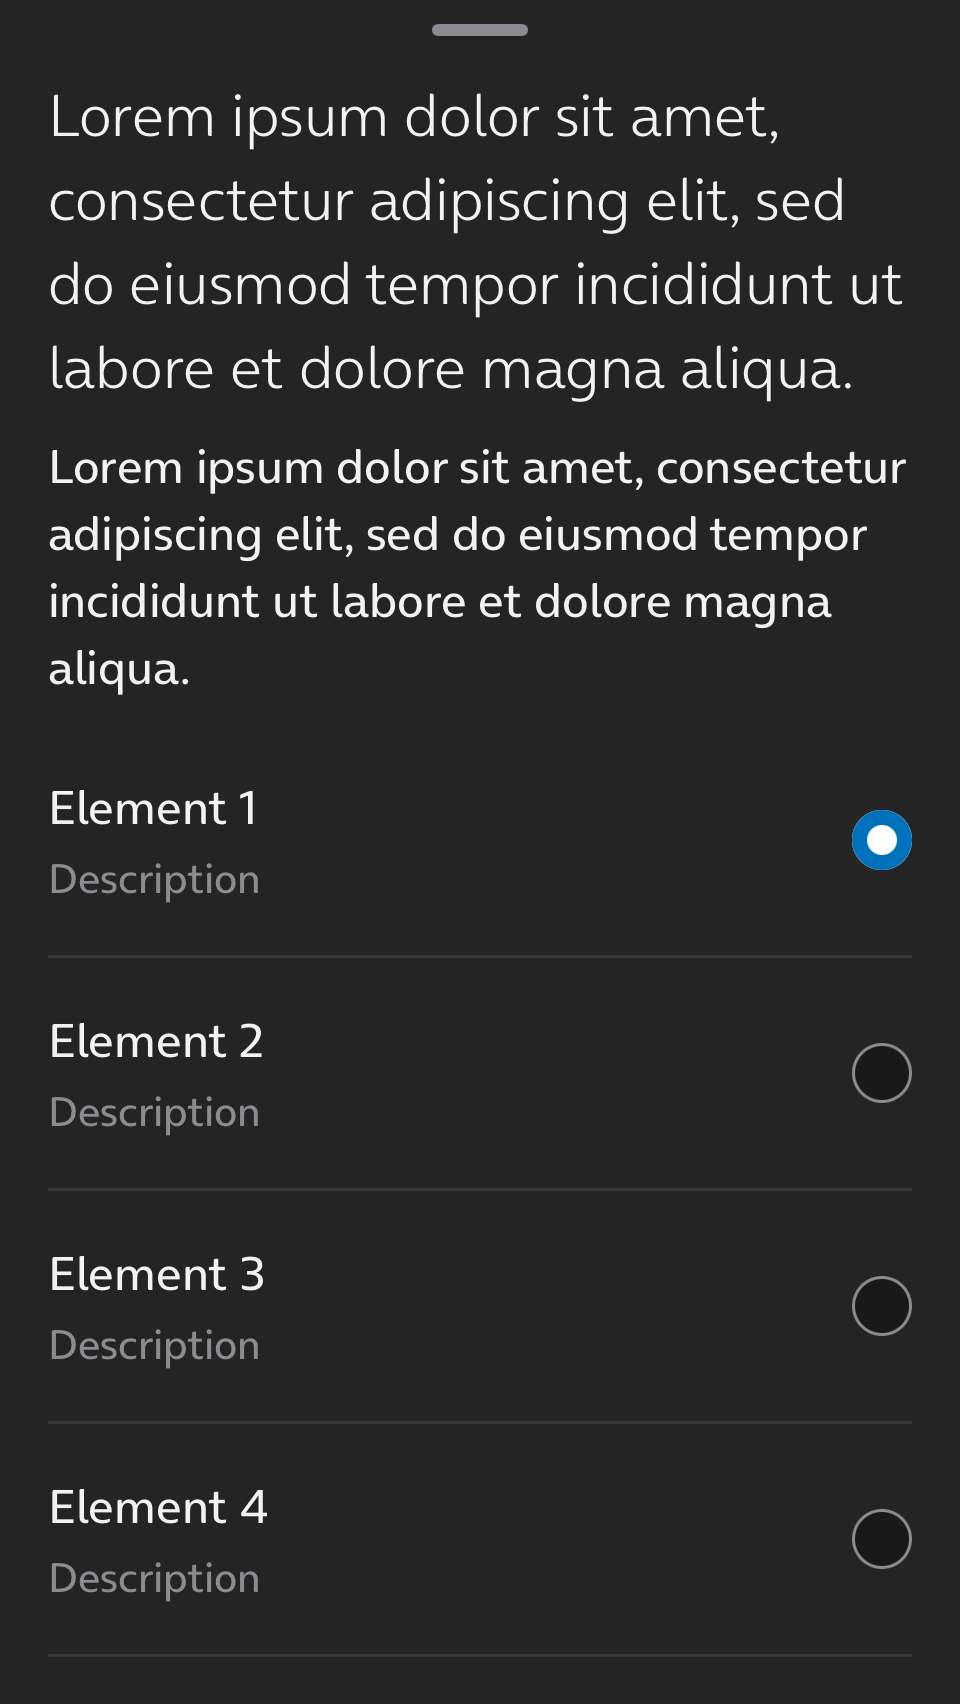 Lorem ipsum dolor sit amet,
consectetur adipiscing elit, sed
do eiusmod tempor incididunt ut
labore et dolore magna aliqua.
Lorem ipsum dolor sit amet, consectetur
adipiscing elit, sed do eiusmod tempor
incididunt ut labore et dolore magna
aliqua.
Element 1
Description
Element 2
Description
Element 3
Description
Element 4
Description